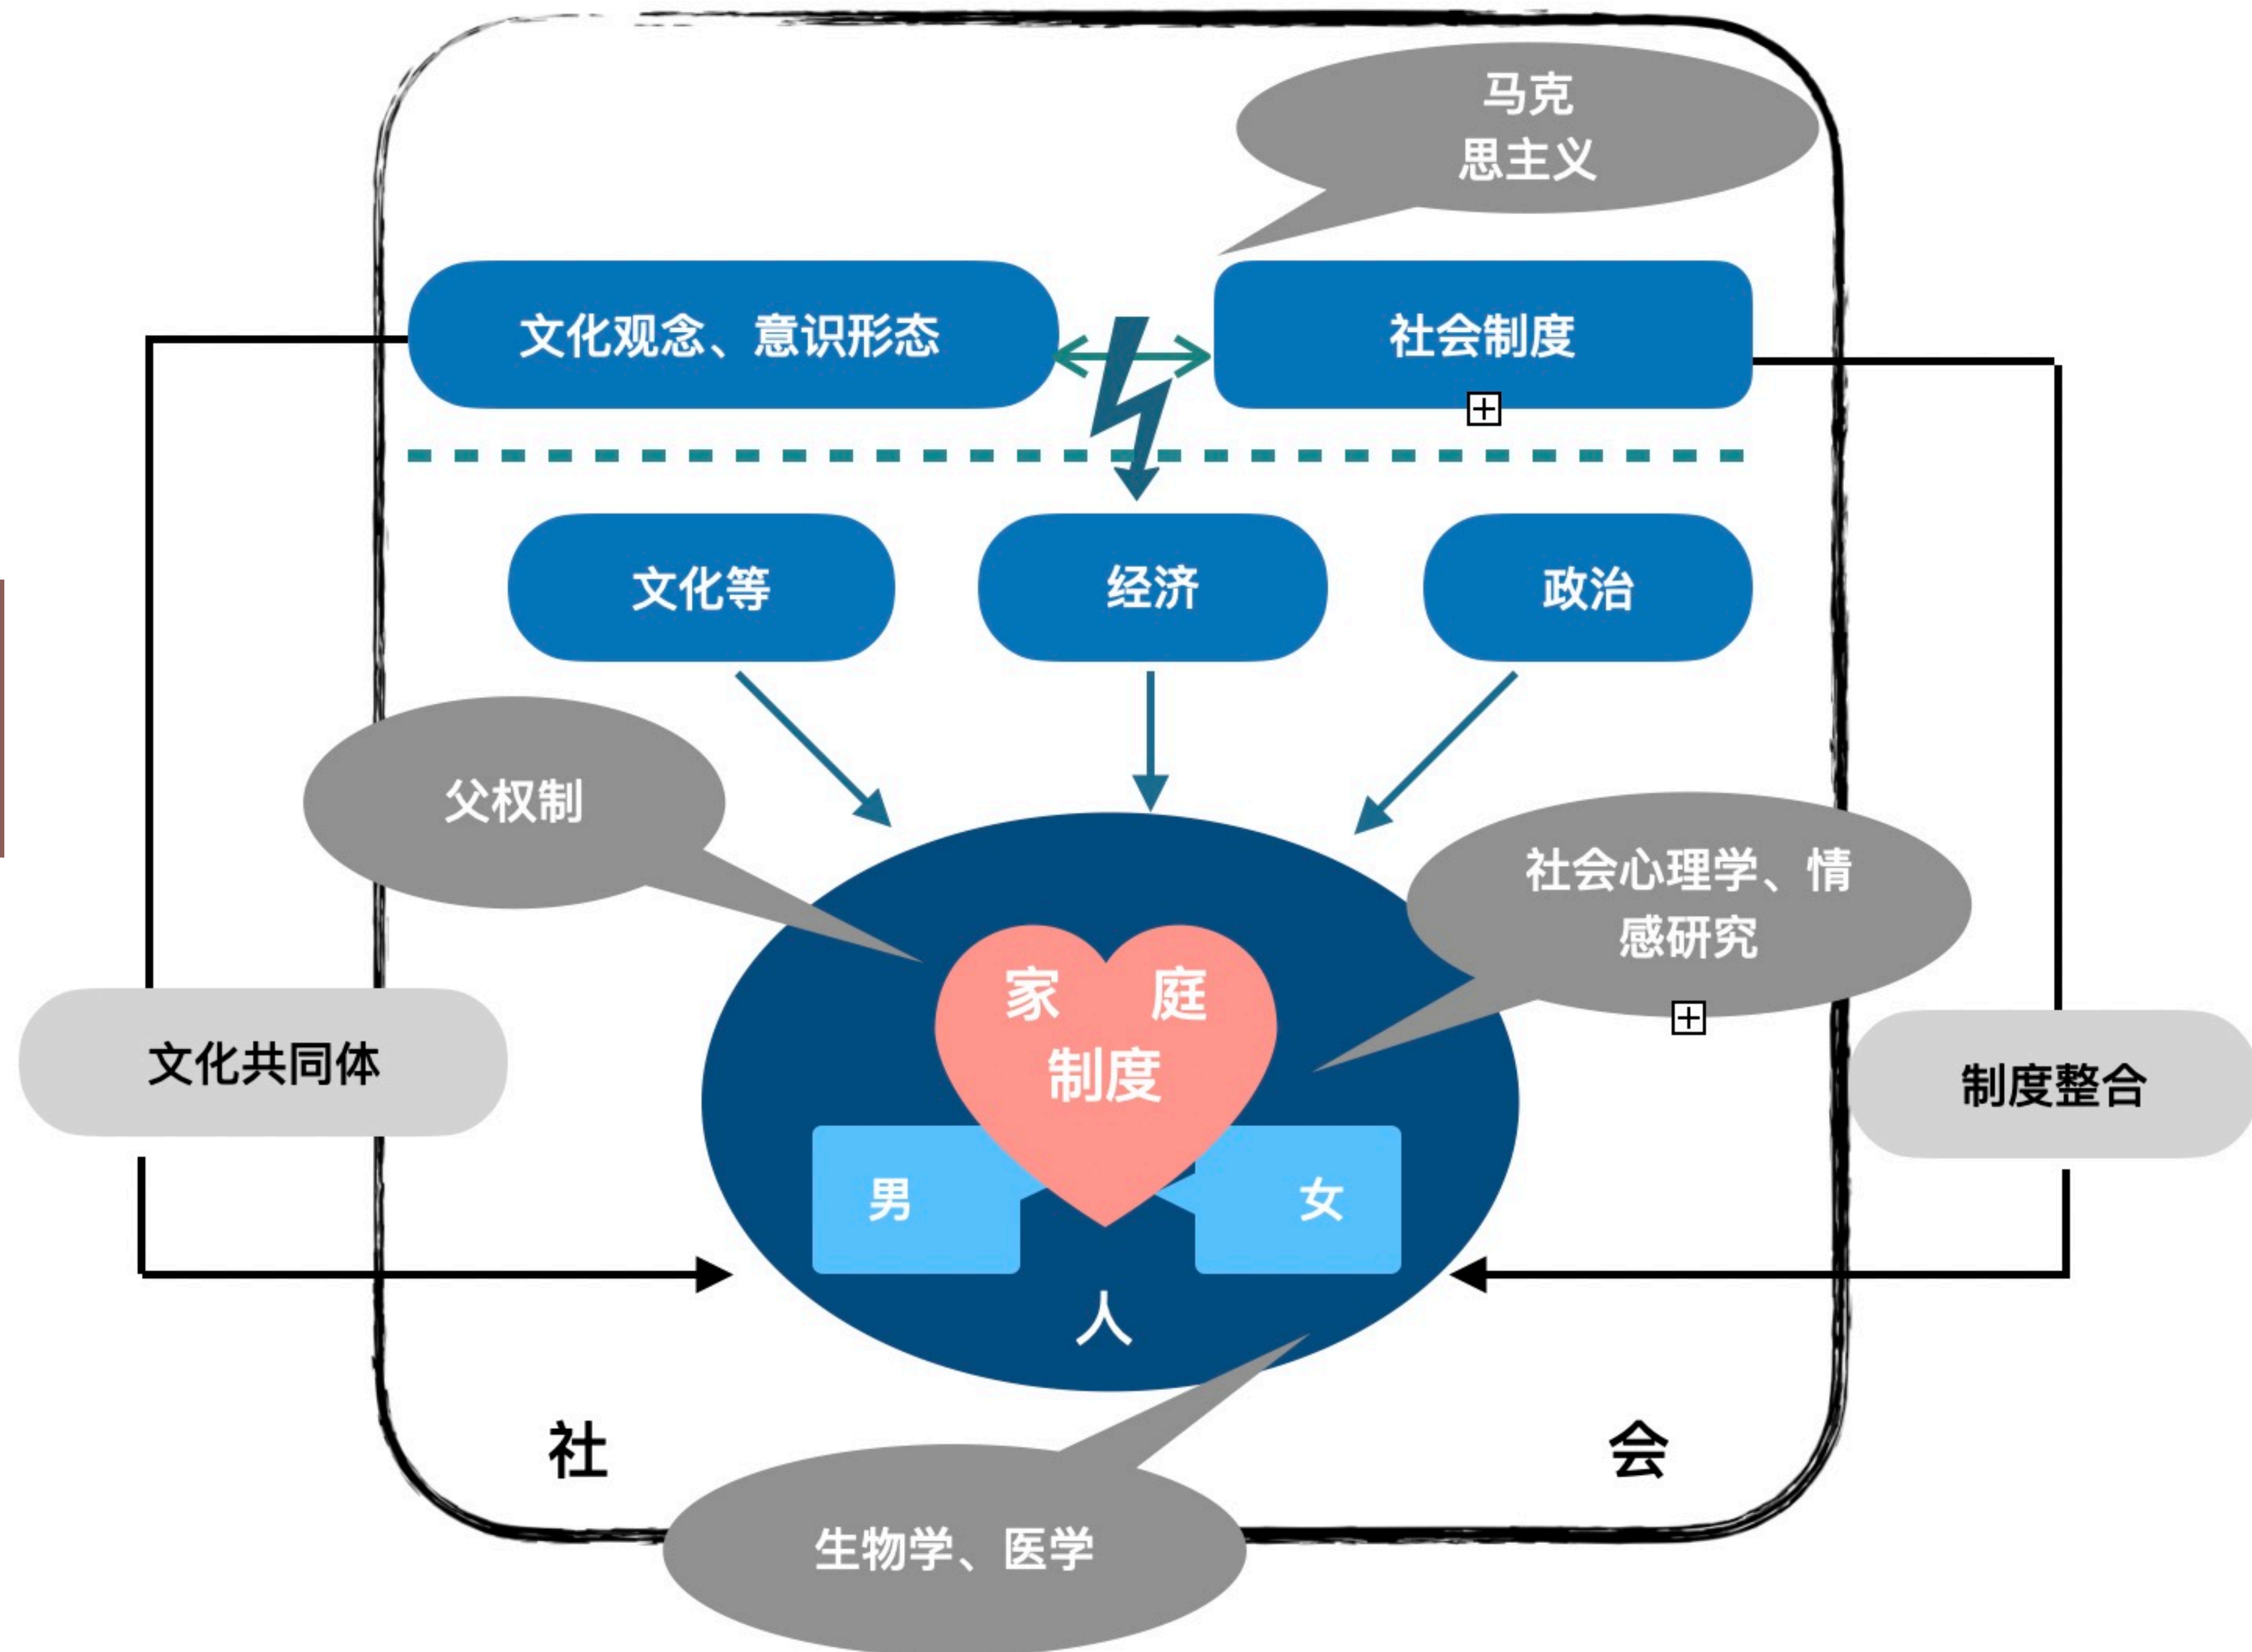 马克
思主义
文化观念、意识形态
社会制度
文化等
经济
政治
父权制
社会心理学、情
感研究
家 庭
制度
文化共同体
制度整合
男
女
人
社 会
生物学、医学